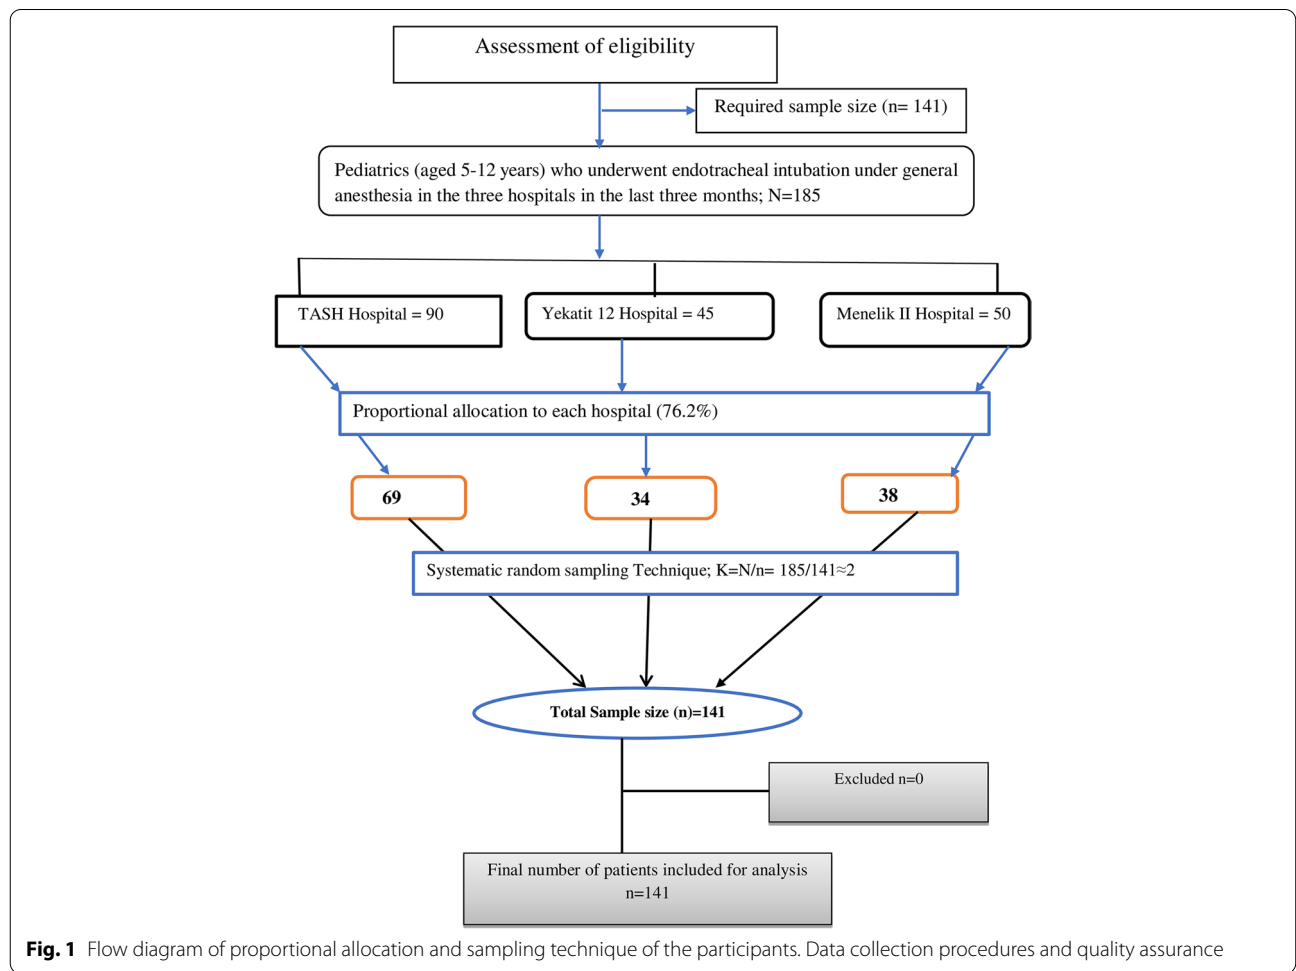 Assessment of eligibility
Required sample size (n= 141)
Pediatrics (aged 5-12 years) who underwent endotracheal intubation under general
anesthesia in the three hospitals in the last three months; N=185
TASH Hospital = 90
Yekatit 12 Hospital = 45
Menelik II Hospital = 50
Proportional allocation to each hospital (76.2%)
69
34
38
Systematic random sampling Technique; K=N/n= 185/141≈2
Total Sample size (n)=141
Excluded n=0
Final number of patients included for analysis
n=141
Fig. 1 Flow diagram of proportional allocation and sampling technique of the participants. Data collection procedures and quality assurance